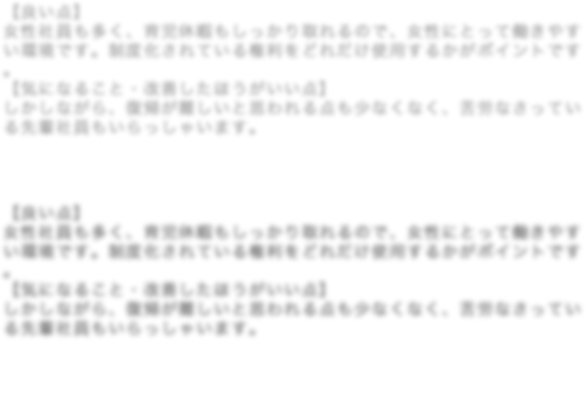 【良い点】
女性社員も多く、育児休暇もしっかり取れるので、女性にとって働きやす
い環境です。制度化されている権利をどれだけ使用するかがポイントです
。
【気になること・改善したほうがいい点】
しかしながら、復帰が難しいと思われる点も少なくなく、苦労なさってい
る先輩社員もいらっしゃいます。
【良い点】
女性社員も多く、育児休暇もしっかり取れるので、女性にとって働きやす
い環境です。制度化されている権利をどれだけ使用するかがポイントです
。
【気になること・改善したほうがいい点】
しかしながら、復帰が難しいと思われる点も少なくなく、苦労なさってい
る先輩社員もいらっしゃいます。